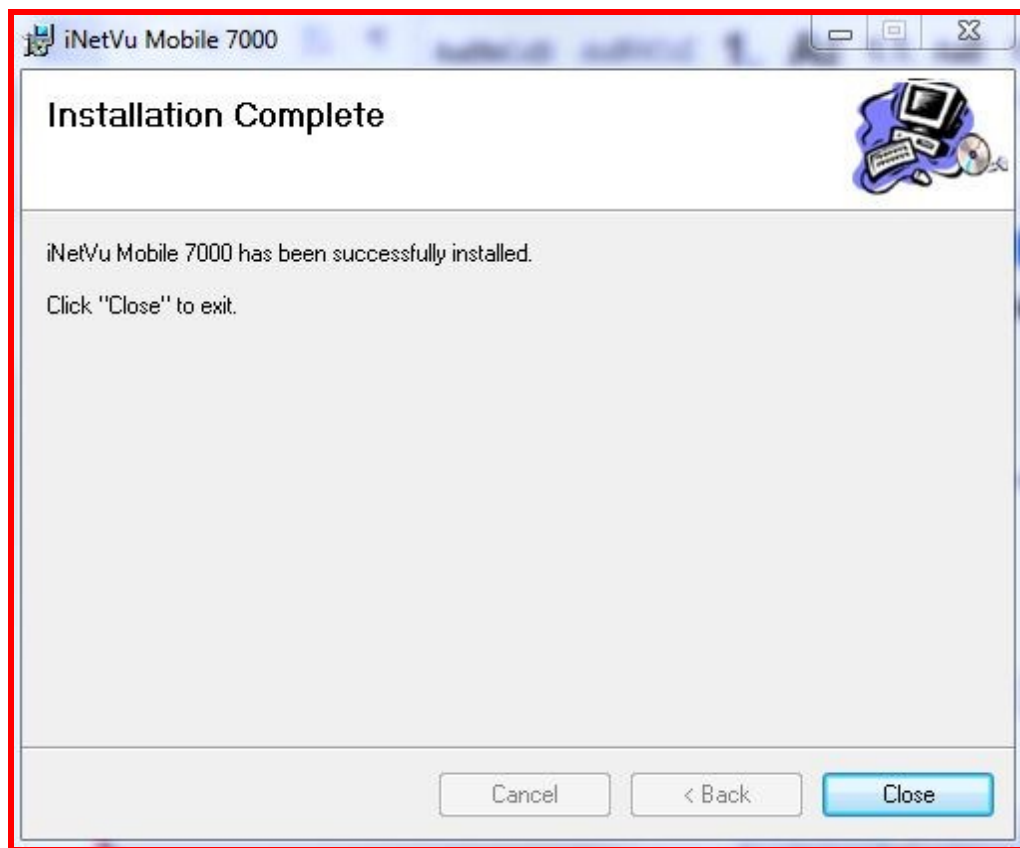 iNetVu Mobile 7000
Installation Complete
iNetVu Mobile 7000 has been successfully installed.
Click "Close" to exit.
Cancel
< Back
Close